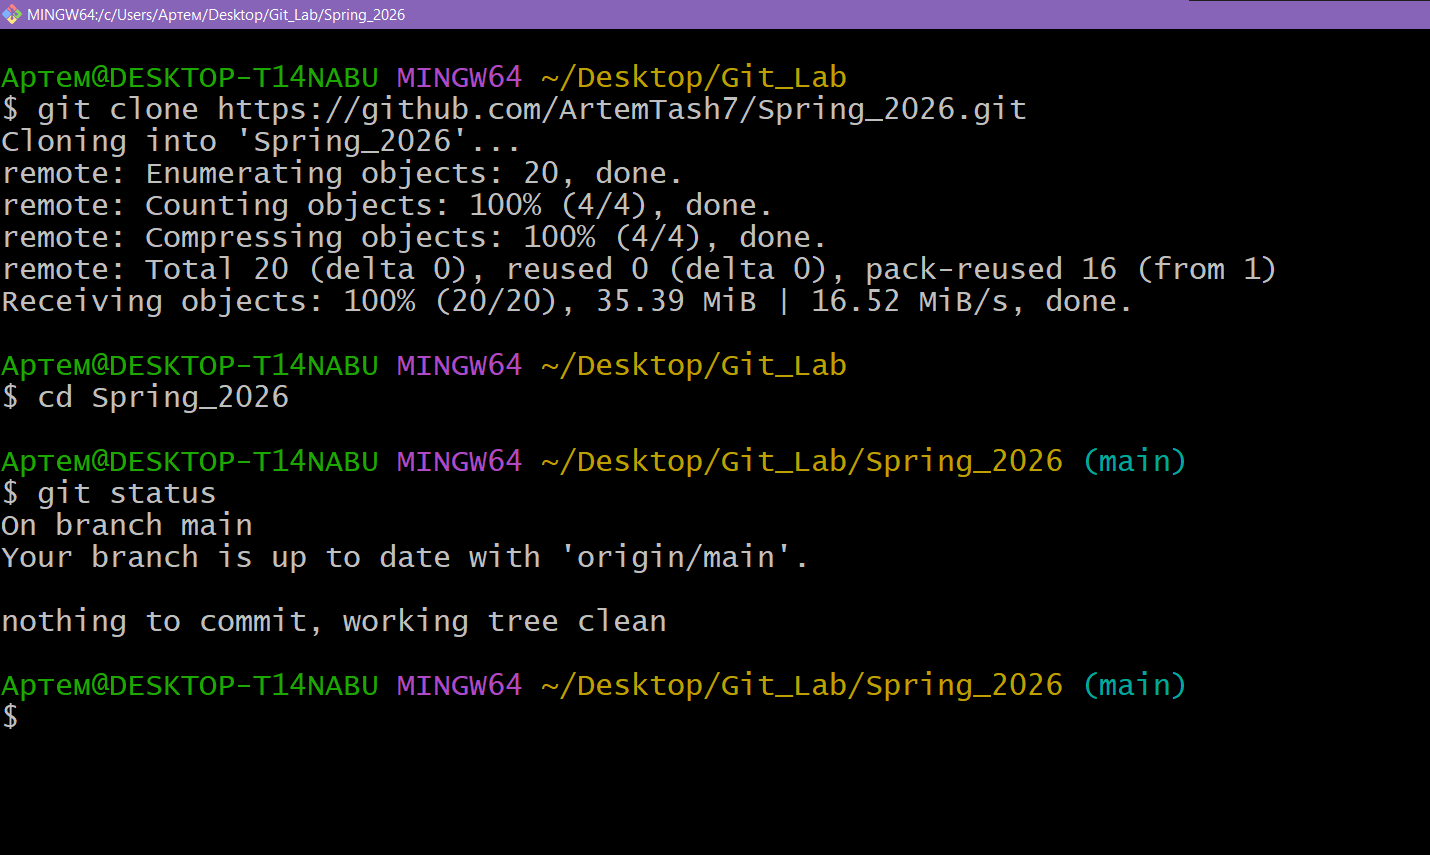 MINGW64:/c/Users/Артем/Desktop/Git_Lab/Spring_2026
Артем@DESKTOP-T14NABU MINGW64 ~/Desktop/Git_Lab
$ git clone https://github.com/ArtemTash7/Spring_2026.git
Cloning into 'Spring_2026'...
remote: Enumerating objects: 20, done.
remote: Counting objects: 100% (4/4), done.
remote: Compressing objects: 100% (4/4), done.
remote: Total 20 (delta 0), reused 0 (delta 0), pack-reused 16 (from 1)
Receiving objects: 100% (20/20), 35.39 MiB | 16.52 MiB/s, done.
Артем@DESKTOP-T14NABU MINGW64 ~/Desktop/Git_Lab
$ cd Spring_2026
Артем@DESKTOP-T14NABU MINGW64 ~/Desktop/Git_Lab/Spring_2026 (main)
$ git status
On branch main
Your branch is up to date with 'origin/main'.
nothing to commit, working tree clean
Артем@DESKTOP-T14NABU MINGW64 ~/Desktop/Git_Lab/Spring_2026 (main)
$